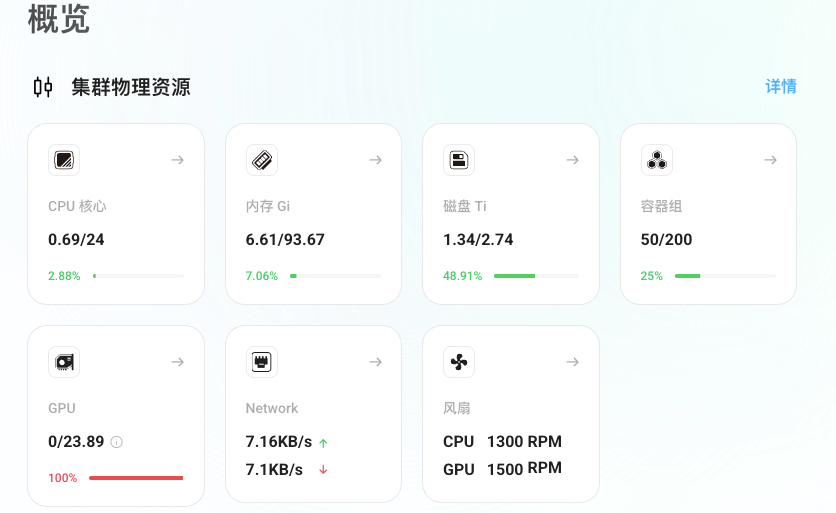 概览
集群物理资源
详情
CPU 核心
0.69/24
2.88%
内存 Gi
6.61/93.67
7.06%
磁盘 Ti
1.34/2.74
48.91%
容器组
50/200
25%
GPU
0/23.89
100%
Network
7.16KB/s
7.1KB/s
风扇
CPU 1300 RPM
GPU 1500 RPM